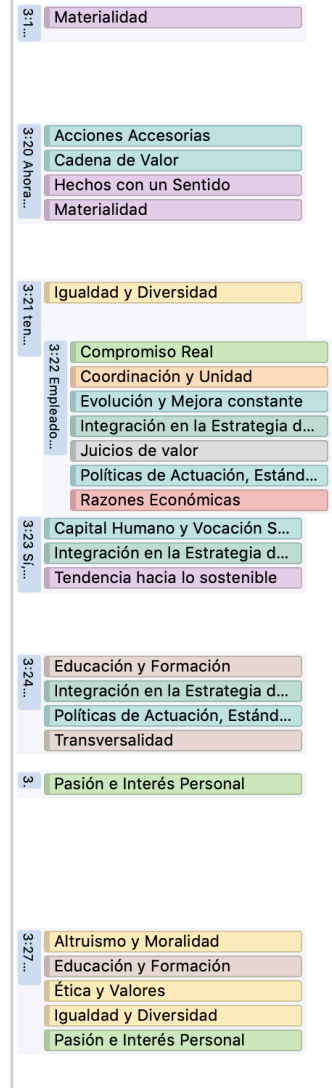 3:1...
Materialidad
3:20 Ahora...
Acciones Accesorias
Cadena de Valor
Hechos con un Sentido
Materialidad
3:21 ten...
Igualdad y Diversidad
3:22 Empleado...
Compromiso Real
Coordinación y Unidad
Evolución y Mejora constante
Integración en la Estrategia d...
Juicios de valor
Políticas de Actuación, Estánd...
Razones Económicas
3:23 Sí,...
Capital Humano y Vocación S...
Integración en la Estrategia d...
Tendencia hacia lo sostenible
3:24...
Educación y Formación
Integración en la Estrategia d...
Políticas de Actuación, Estánd...
Transversalidad
3.
Pasión e Interés Personal
3:27...
Altruismo y Moralidad
Educación y Formación
Ética y Valores
Igualdad y Diversidad
Pasión e Interés Personal